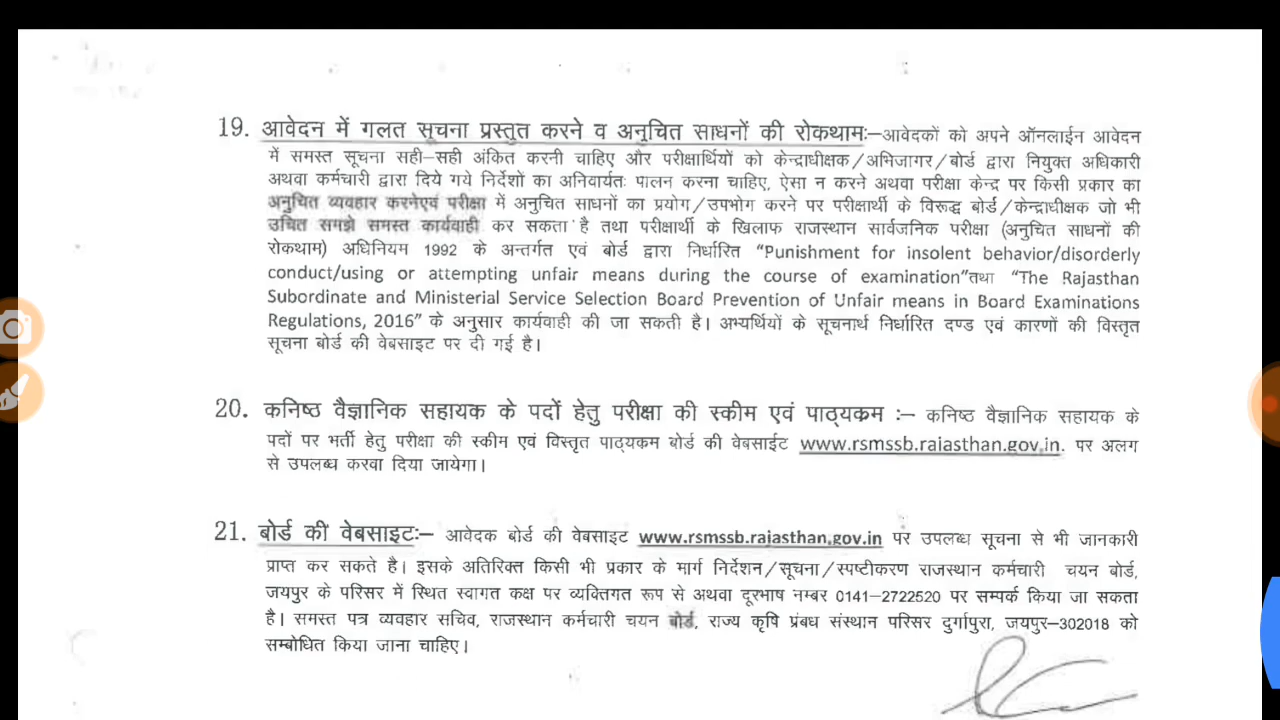 19. आवेदन में गलत सूचना प्रस्तुत करने व अनुचित साधनों की रोकथामः–आवेदकों को अपने ऑनलाईन आवेदन
में समस्त सूचना सही–सही अंकित करनी चाहिए और परीक्षार्थियों को केन्द्राधीक्षक/अभिजागर/बोर्ड द्वारा नियुक्त अधिकारी
अथवा कर्मचारी द्वारा दिये गये निर्देशों का अनिवार्यतः पालन करना चाहिए, ऐसा न करने अथवा परीक्षा केन्द्र पर किसी प्रकार का
अनुचित व्यवहार करनेएवं परीक्षा में अनुचित साधनों का प्रयोग/उपभोग करने पर परीक्षार्थी के विरूद्ध बोर्ड/केन्द्राधीक्षक जो भी
उचित समझे समस्त कार्यवाही कर सकता है तथा परीक्षार्थी के खिलाफ राजस्थान सार्वजनिक परीक्षा (अनुचित साधनों की
रोकथाम) अधिनियम 1992 के अन्तर्गत एवं बोर्ड द्वारा निर्धारित “Punishment for insolent behavior/disorderly
conduct/using or attempting unfair means during the course of examination”तथा “The Rajasthan
Subordinate and Ministerial Service Selection Board Prevention of Unfair means in Board Examinations
Regulations, 2016” के अनुसार कार्यवाही की जा सकती है। अभ्यर्थियों के सूचनार्थ निर्धारित दण्ड एवं कारणों की विस्तृत
सूचना बोर्ड की वेबसाइट पर दी गई है।
20. कनिष्ठ वैज्ञानिक सहायक के पदों हेतु परीक्षा की स्कीम एवं पाठ्यकम :– कनिष्ठ वैज्ञानिक सहायक के
पदों पर भर्ती हेतु परीक्षा की स्कीम एवं विस्तृत पाठ्यकम बोर्ड की वेबसाईट www.rsmssb.rajasthan.gov.in. पर अलग
से उपलब्ध करवा दिया जायेगा।
21. बोर्ड की वेबसाइटः– आवेदक बोर्ड की वेबसाइट www.rsmssb.rajasthan.gov.in पर उपलब्ध सूचना से भी जानकारी
प्राप्त कर सकते है। इसके अतिरिक्त किसी भी प्रकार के मार्ग निर्देशन/सूचना/स्पष्टीकरण राजस्थान कर्मचारी चयन बोर्ड,
जयपुर के परिसर में स्थित स्वागत कक्ष पर व्यक्तिगत रूप से अथवा दूरभाष नम्बर 0141–2722520 पर सम्पर्क किया जा सकता
है। समस्त पत्र व्यवहार सचिव, राजस्थान कर्मचारी चयन बोर्ड, राज्य कृषि प्रंबध संस्थान परिसर दुर्गापुरा, जयपुर–302018 को
सम्बोधित किया जाना चाहिए।